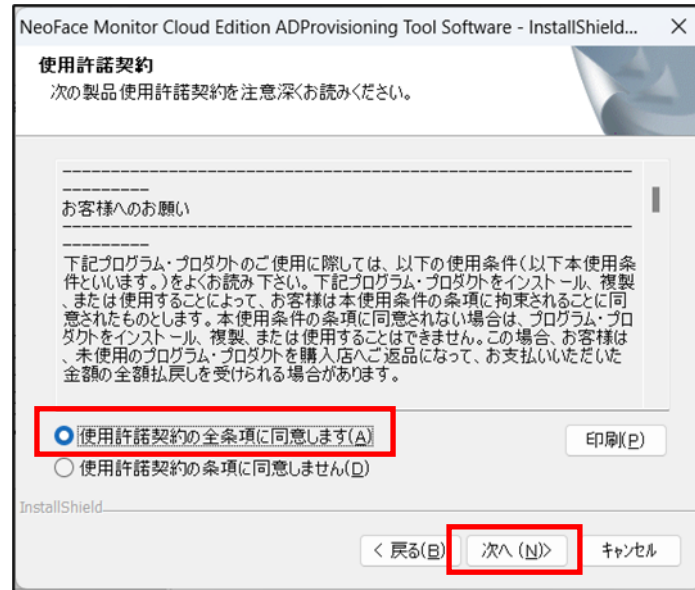 NeoFace Monitor Cloud Edition ADProvisioning Tool Software - InstallShield...
使用許諾契約
次の製品使用許諾契約を注意深くお読みください。
---------------------------------------------------------------
---------
お客様へのお願い
---------------------------------------------------------------
---------
下記プログラム・プロダクトのご使用に際しては、以下の使用条件(以下本使用条
件といいます。)をよくお読み下さい。下記プログラム・プロダクトをインストール、複製
、または使用することによって、お客様は本使用条件の条項に拘束されることに同
意されたものとします。本使用条件の条項に同意されない場合は、プログラム・プロ
ダクトをインストール、複製、または使用することはできません。この場合、お客様は
、未使用のプログラム・プロダクトを購入店へご返品になって、お支払いいただいた
金額の全額払戻しを受けられる場合があります。
使用許諾契約の全条項に同意します(A)
印刷(P)
使用許諾契約の条項に同意しません(D)
InstallShield
< 戻る(B)
次へ (N)>
キャンセル